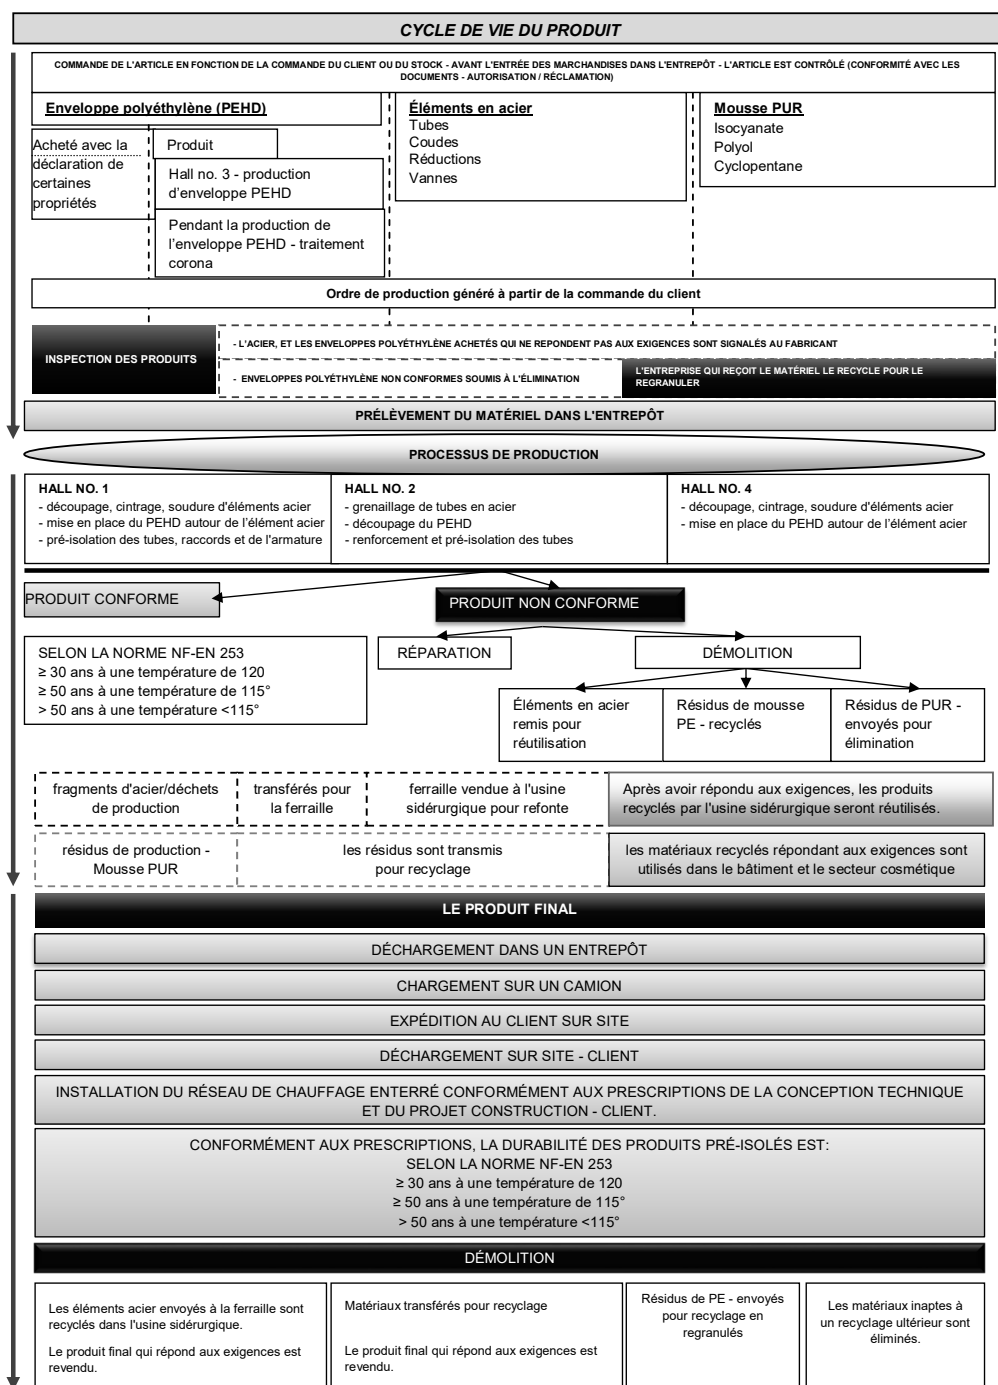 CYCLE DE VIE DU PRODUIT
COMMANDE DE L'ARTICLE EN FONCTION DE LA COMMANDE DU CLIENT OU DU STOCK - AVANT L'ENTRÉE DES MARCHANDISES DANS L'ENTREPÔT - L'ARTICLE EST CONTRÔLÉ (CONFORMITÉ AVEC LES
DOCUMENTS - AUTORISATION / RÉCLAMATION)
Enveloppe polyéthylène (PEHD)
Acheté avec la
déclaration de
certaines
propriétés
Produit
Hall no. 3 - production
d'enveloppe PEHD
Pendant la production de
l'enveloppe PEHD - traitement
corona
Éléments en acier
Tubes
Coudes
Réductions
Vannes
Mousse PUR
Isocyanate
Polyol
Cyclopentane
Ordre de production généré à partir de la commande du client
INSPECTION DES PRODUITS
- L'ACIER, ET LES ENVELOPPES POLYÉTHYLÈNE ACHETÉS QUI NE REPONDENT PAS AUX EXIGENCES SONT SIGNALÉS AU FABRICANT
- ENVELOPPES POLYÉTHYLÈNE NON CONFORMES SOUMIS À L'ÉLIMINATION
L'ENTREPRISE QUI REÇOIT LE MATÉRIEL LE RECYCLE POUR LE
REGRANULER
PRÉLÈVEMENT DU MATÉRIEL DANS L'ENTREPÔT
PROCESSUS DE PRODUCTION
HALL NO. 1
- découpage, cintrage, soudure d'éléments acier
- mise en place du PEHD autour de l'élément acier
- pré-isolation des tubes, raccords et de l'armature
HALL NO. 2
- grenaillage de tubes en acier
- découpage du PEHD
- renforcement et pré-isolation des tubes
HALL NO. 4
- découpage, cintrage, soudure d'éléments acier
- mise en place du PEHD autour de l'élément acier
PRODUIT CONFORME
PRODUIT NON CONFORME
SELON LA NORME NF-EN 253
≥ 30 ans à une température de 120
≥ 50 ans à une température de 115°
> 50 ans à une température <115°
RÉPARATION
DÉMOLITION
Éléments en acier
remis pour
réutilisation
Résidus de mousse
PE - recyclés
Résidus de PUR -
envoyés pour
élimination
fragments d'acier/déchets
de production
transférés pour
la ferraille
ferraille vendue à l'usine
sidérurgique pour refonte
Après avoir répondu aux exigences, les produits
recyclés par l'usine sidérurgique seront réutilisés.
résidus de production -
Mousse PUR
les résidus sont transmis
pour recyclage
les matériaux recyclés répondant aux exigences sont
utilisés dans le bâtiment et le secteur cosmétique
LE PRODUIT FINAL
DÉCHARGEMENT DANS UN ENTREPÔT
CHARGEMENT SUR UN CAMION
EXPÉDITION AU CLIENT SUR SITE
DÉCHARGEMENT SUR SITE - CLIENT
INSTALLATION DU RÉSEAU DE CHAUFFAGE ENTERRÉ CONFORMÉMENT AUX PRESCRIPTIONS DE LA CONCEPTION TECHNIQUE
ET DU PROJET CONSTRUCTION - CLIENT.
CONFORMÉMENT AUX PRESCRIPTIONS, LA DURABILITÉ DES PRODUITS PRÉ-ISOLÉS EST:
SELON LA NORME NF-EN 253
≥ 30 ans à une température de 120
≥ 50 ans à une température de 115°
> 50 ans à une température <115°
DÉMOLITION
Les éléments acier envoyés à la ferraille sont
recyclés dans l'usine sidérurgique.
Le produit final qui répond aux exigences est
revendu.
Matériaux transférés pour recyclage
Le produit final qui répond aux exigences est
revendu.
Résidus de PE - envoyés
pour recyclage en
regranulés
Les matériaux inaptes à
un recyclage ultérieur sont
éliminés.